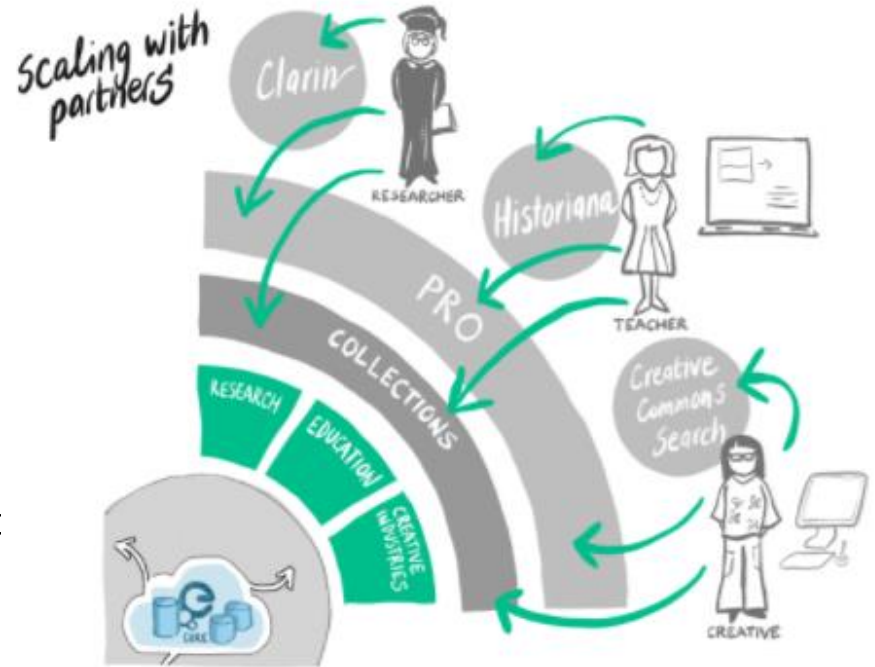 Scaling with
partners
Clarin
RESEARCHER
Historiana
TEACHER
PRO
COLLECTIONS
Creative
Commons
Search
RESEARCH
EDUCATION
CREATIVE
INDUSTRIES
CORE
CREATIVE